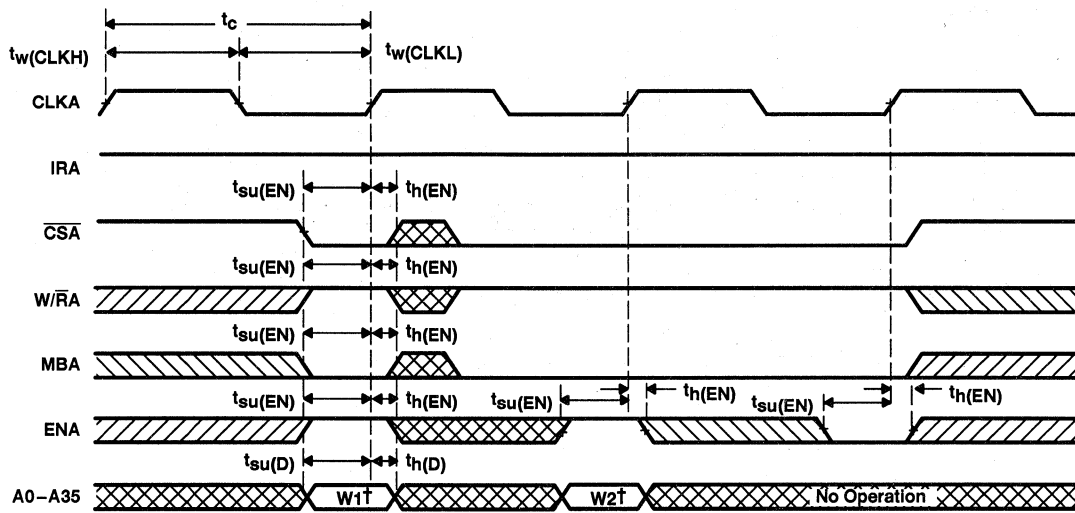 tc
tw(CLKH) tw(CLKL)
CLKA
IRA
tsu(EN) th(EN)
CSA
tsu(EN) th(EN)
W/RA
tsu(EN) th(EN)
MBA
tsu(EN) th(EN) tsu(EN) th(EN) tsu(EN) th(EN)
ENA
tsu(D) th(D)
A0–A35 W1† W2† No Operation